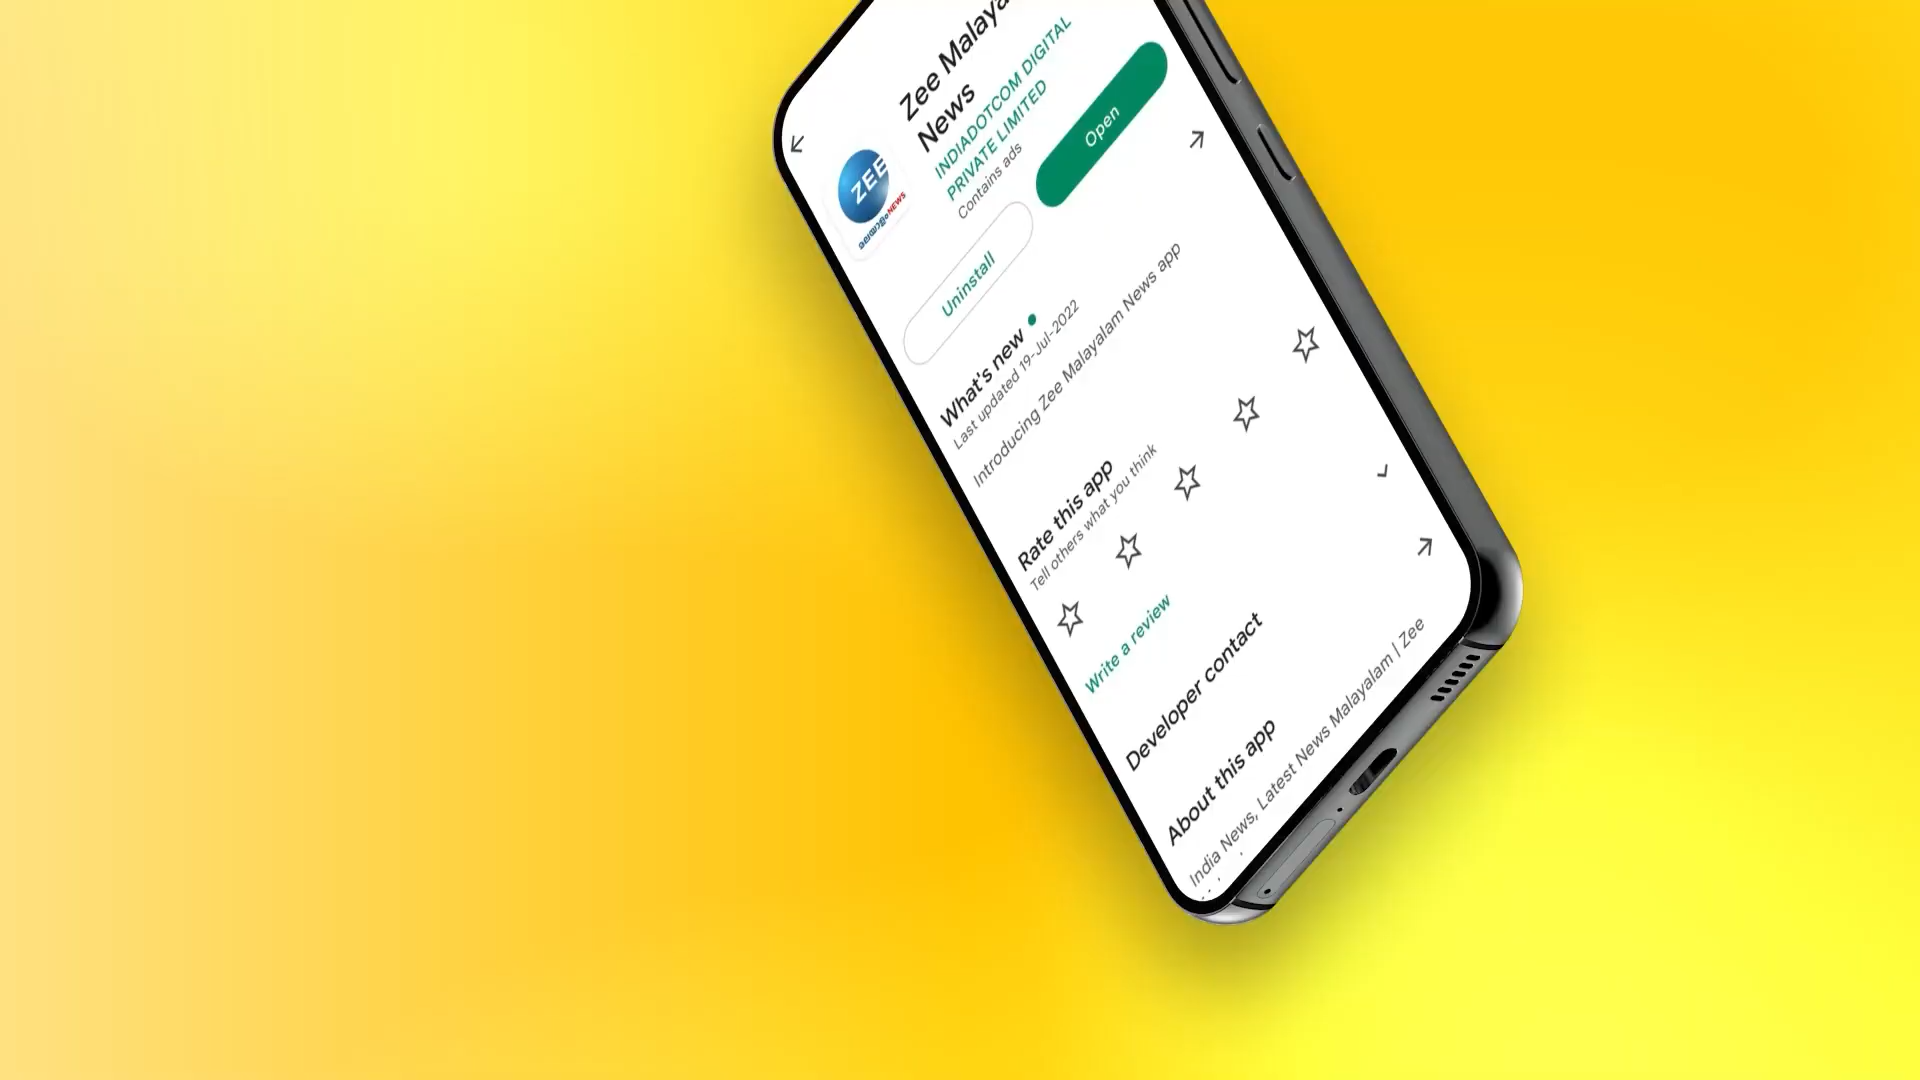 Zee Malaya
News
INDIADOTCOM DIGITAL
PRIVATE LIMITED
Contains ads
ZEE
മലയാളം NEWS
Uninstall
Open
What's new
Last updated 19-Jul-2022
Introducing Zee Malayalam News app
Rate this app
Tell others what you think
Write a review
Developer contact
About this app
India News, Latest News Malayalam | Zee